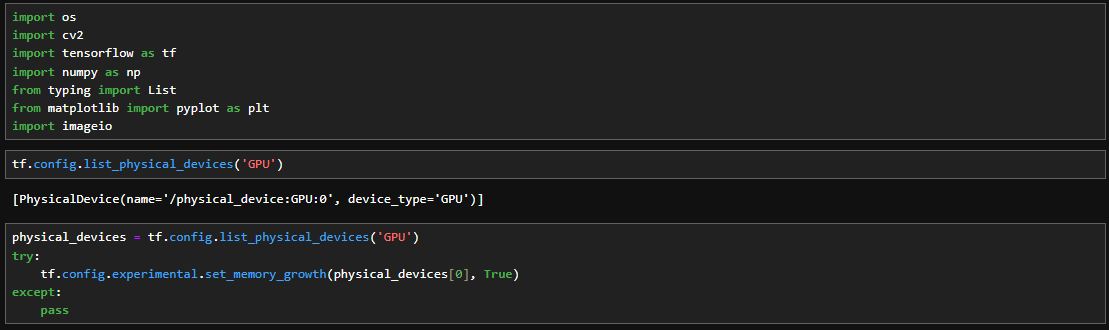 import os
import cv2
import tensorflow as tf
import numpy as np
from typing import List
from matplotlib import pyplot as plt
import imageio
tf.config.list_physical_devices('GPU')
[PhysicalDevice(name='/physical_device:GPU:0', device_type='GPU')]
physical_devices = tf.config.list_physical_devices('GPU')
try:
    tf.config.experimental.set_memory_growth(physical_devices[0], True)
except:
    pass